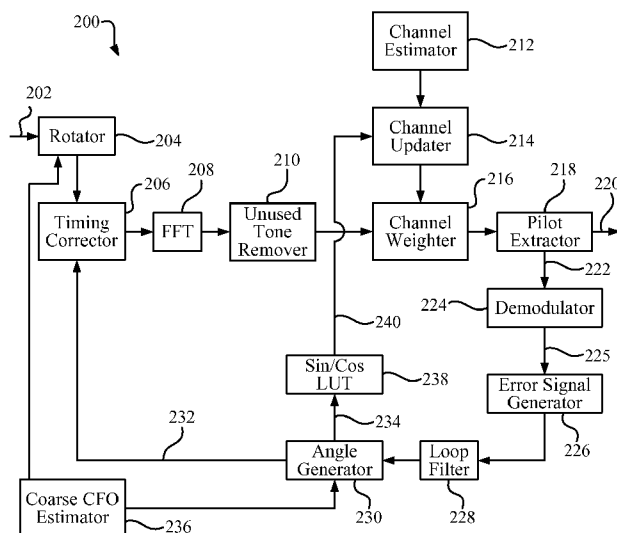 200
Channel
Estimator
212
202
Rotator
204
Channel
Updater
214
206
208
210
216
218
220
Timing
Corrector
FFT
Unused
Tone
Remover
Channel
Weighter
Pilot
Extractor
222
224
Demodulator
240
225
Sin/Cos
LUT
238
Error Signal
Generator
226
232
234
Angle
Generator
230
Loop
Filter
228
Coarse CFO
Estimator
236